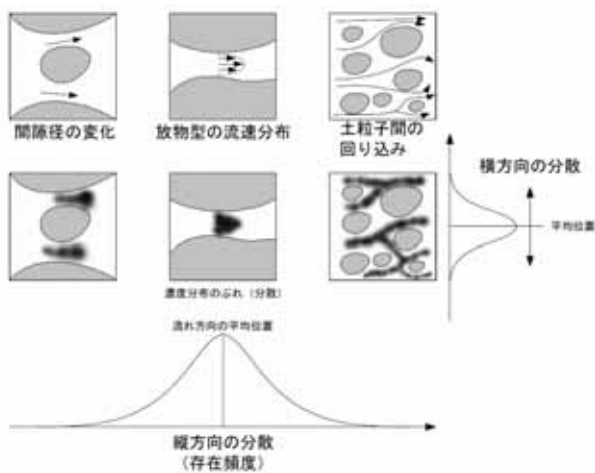 間隙径の変化
放物型の流速分布
土粒子間の
回り込み
横方向の分散
平均位置
濃度分布のぶれ（分散）
流れ方向の平均位置
縦方向の分散
(存在頻度)